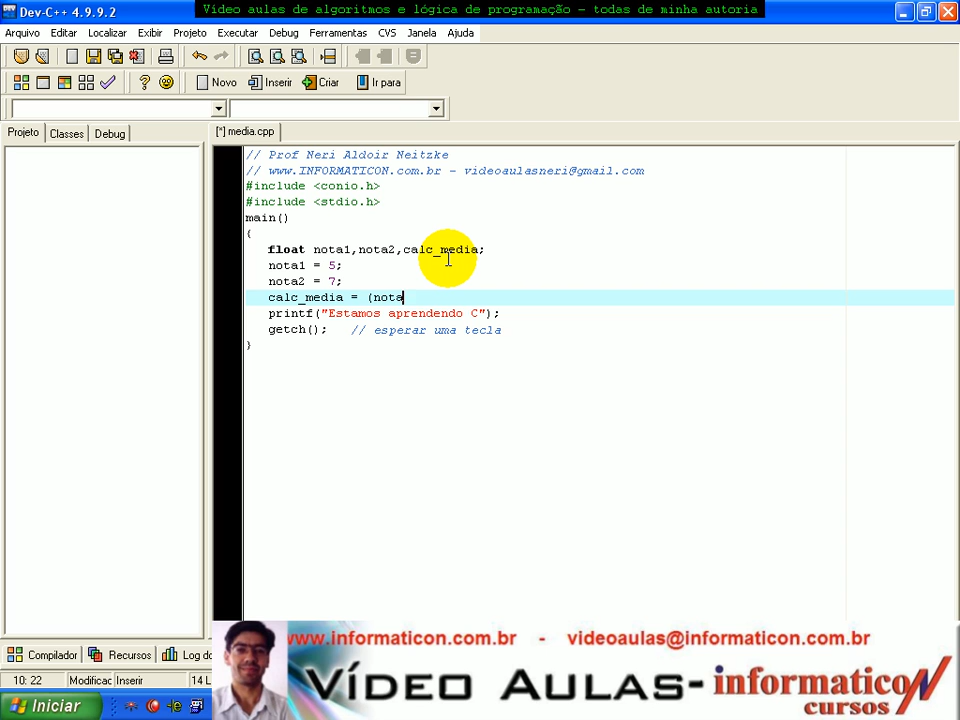 Dev-C++ 4.9.9.2
Vídeo aulas de algoritmos e lógica de programação - todas de minha autoria
Arquivo Editar Localizar Exibir Projeto Executar Debug Ferramentas CVS Janela Ajuda
Novo Inserir Criar Ir para
Projeto Classes Debug
[*] media.cpp
// Prof Neri Aldoir Neitzke
// www.INFORMATICON.com.br - videoaulasneri@gmail.com
#include <conio.h>
#include <stdio.h>
main()
{
float nota1,nota2,calc_media;
nota1 = 5;
nota2 = 7;
calc_media = (nota
printf("Estamos aprendendo C");
getch(); // esperar uma tecla
}
www.informaticon.com.br - videoaulas@informaticon.com.br
Compilador Recursos Log do
10: 22 Modificac Inserir 14 L
Vídeo Aulas- informaticon
cursos
Iniciar